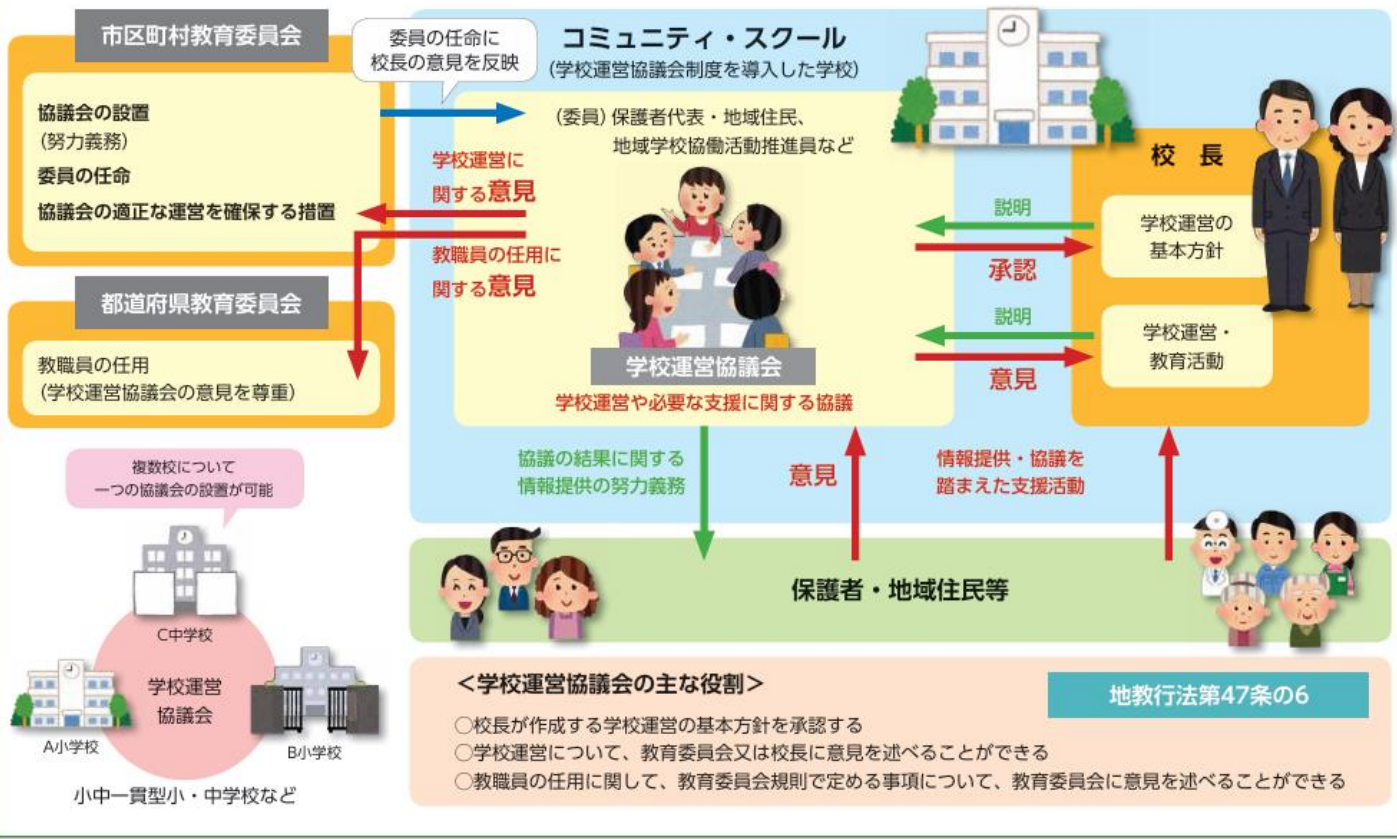 市区町村教育委員会
協議会の設置
(努力義務)
委員の任命
協議会の適正な運営を確保する措置
都道府県教育委員会
教職員の任用
(学校運営協議会の意見を尊重)
委員の任命に
校長の意見を反映
コミュニティ・スクール
(学校運営協議会制度を導入した学校)
(委員) 保護者代表・地域住民、
地域学校協働活動推進員など
学校運営に
関する意見
教職員の任用に
関する意見
学校運営協議会
学校運営や必要な支援に関する協議
説明
承認
説明
意見
校 長
学校運営の
基本方針
学校運営・
教育活動
協議の結果に関する
情報提供の努力義務
意見
情報提供・協議を
踏まえた支援活動
保護者・地域住民等
複数校について
一つの協議会の設置が可能
C中学校
学校運営
協議会
A小学校
B小学校
小中一貫型小・中学校など
<学校運営協議会の主な役割>
地教行法第47条の6
○校長が作成する学校運営の基本方針を承認する
○学校運営について、教育委員会又は校長に意見を述べることができる
○教職員の任用に関して、教育委員会規則で定める事項について、教育委員会に意見を述べることができる